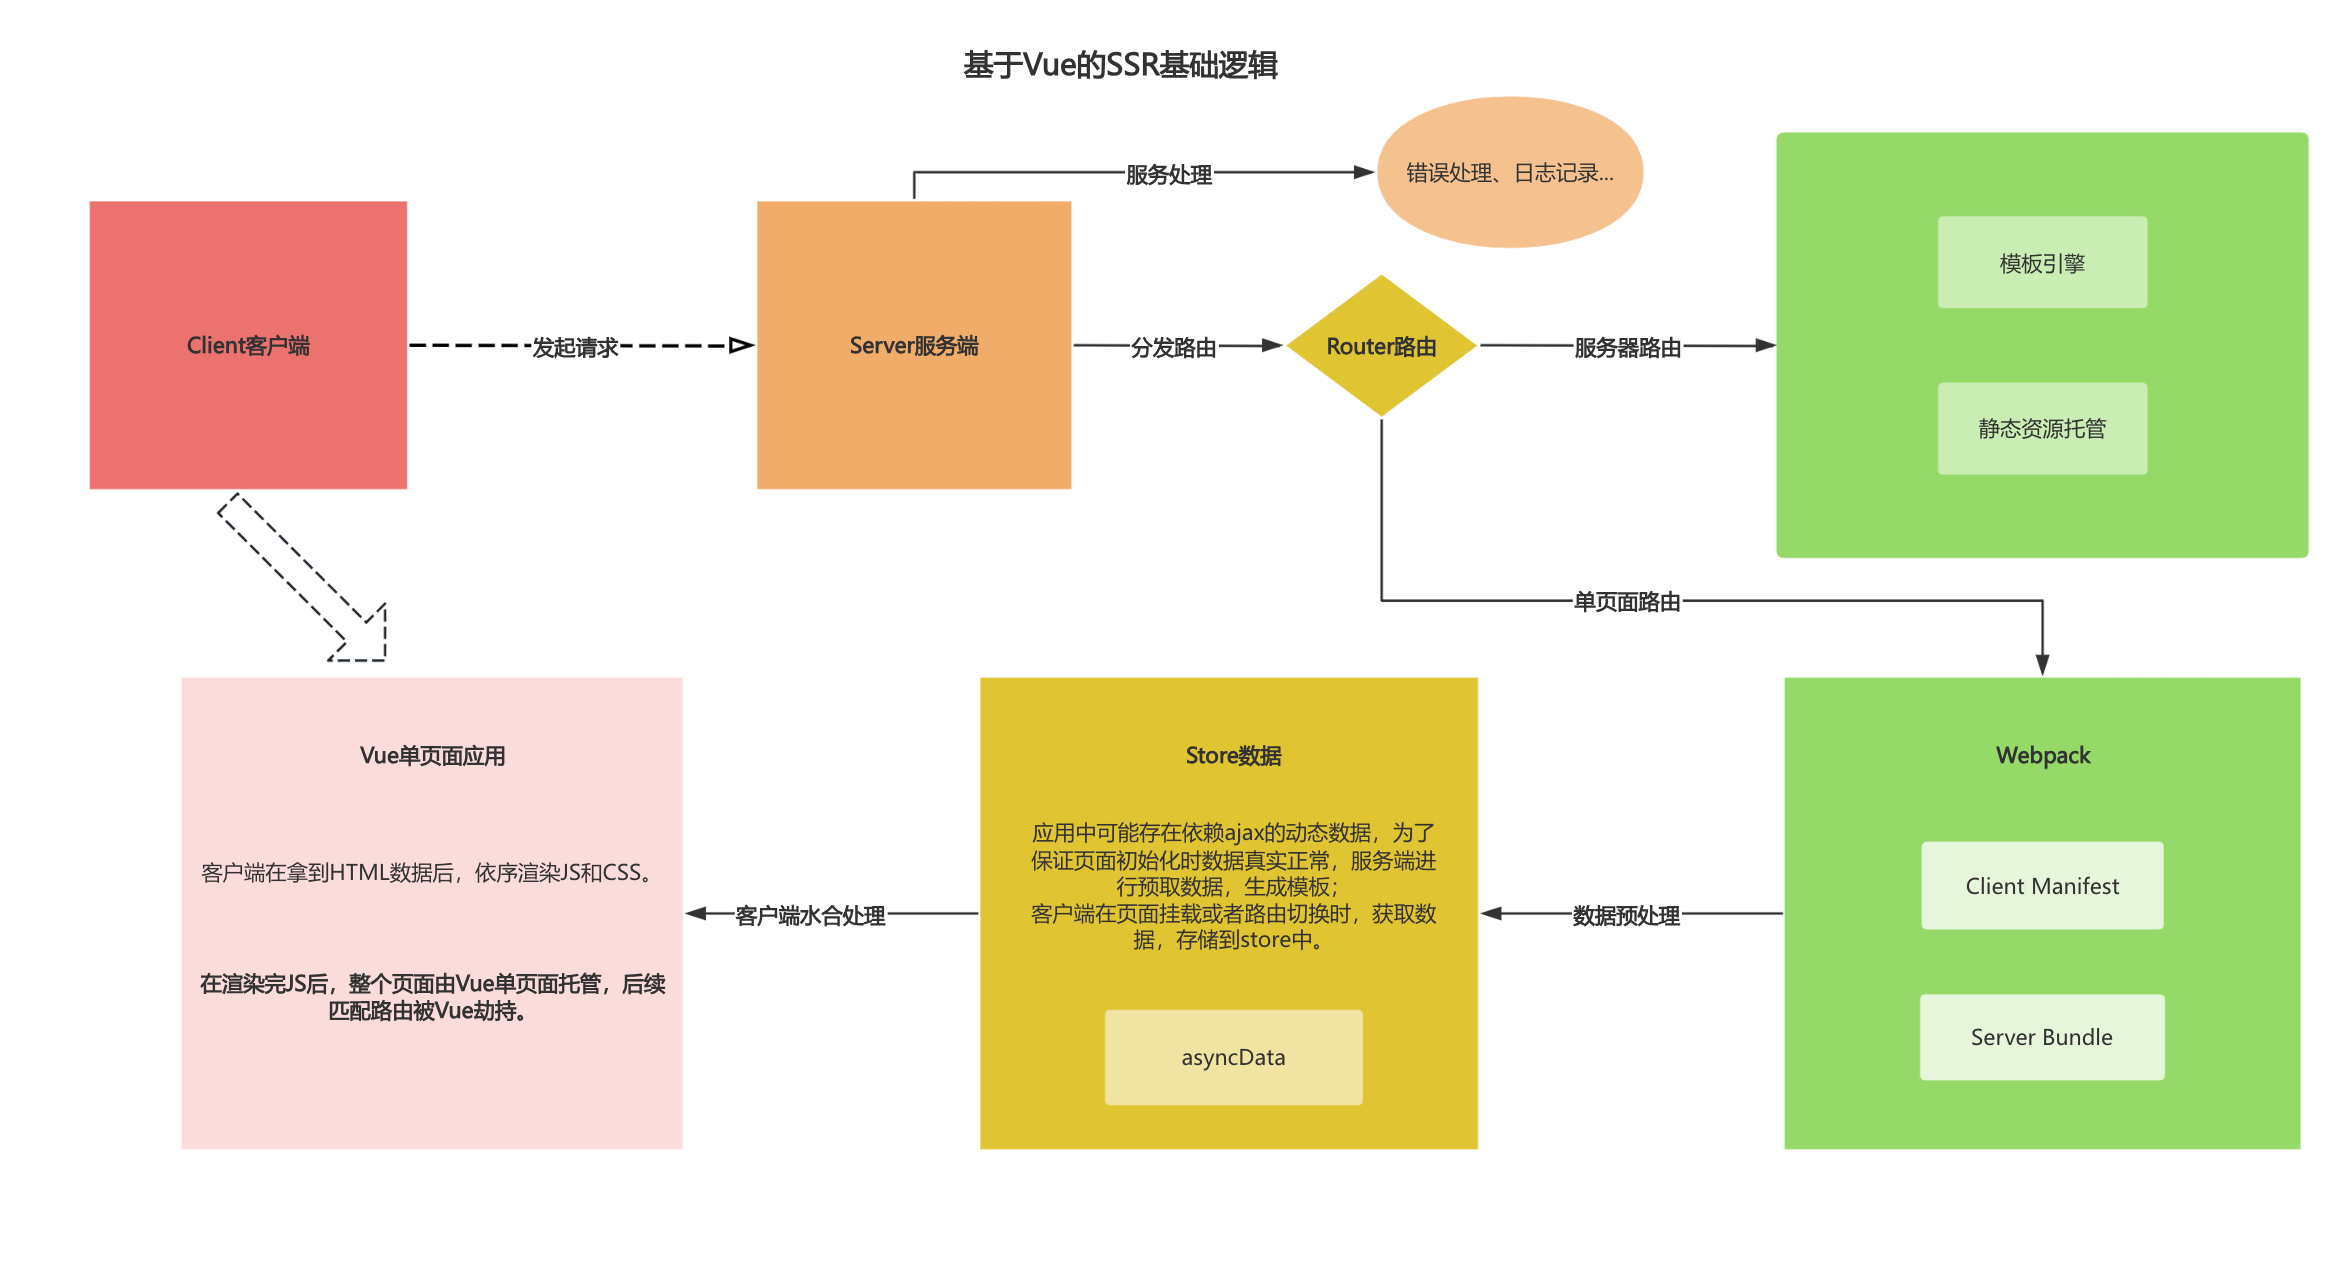 基于Vue的SSR基础逻辑
服务处理
错误处理、日志记录...
模板引擎
Client客户端
发起请求
Server服务端
分发路由
Router路由
服务器路由
静态资源托管
单页面路由
Vue单页面应用
客户端在拿到HTML数据后，依序渲染JS和CSS。
在渲染完JS后，整个页面由Vue单页面托管，后续
匹配路由被Vue劫持。
客户端水合处理
Store数据
应用中可能存在依赖ajax的动态数据，为了
保证页面初始化时数据真实正常，服务端进
行预取数据，生成模板；
客户端在页面挂载或者路由切换时，获取数
据，存储到store中。
asyncData
数据预处理
Webpack
Client Manifest
Server Bundle